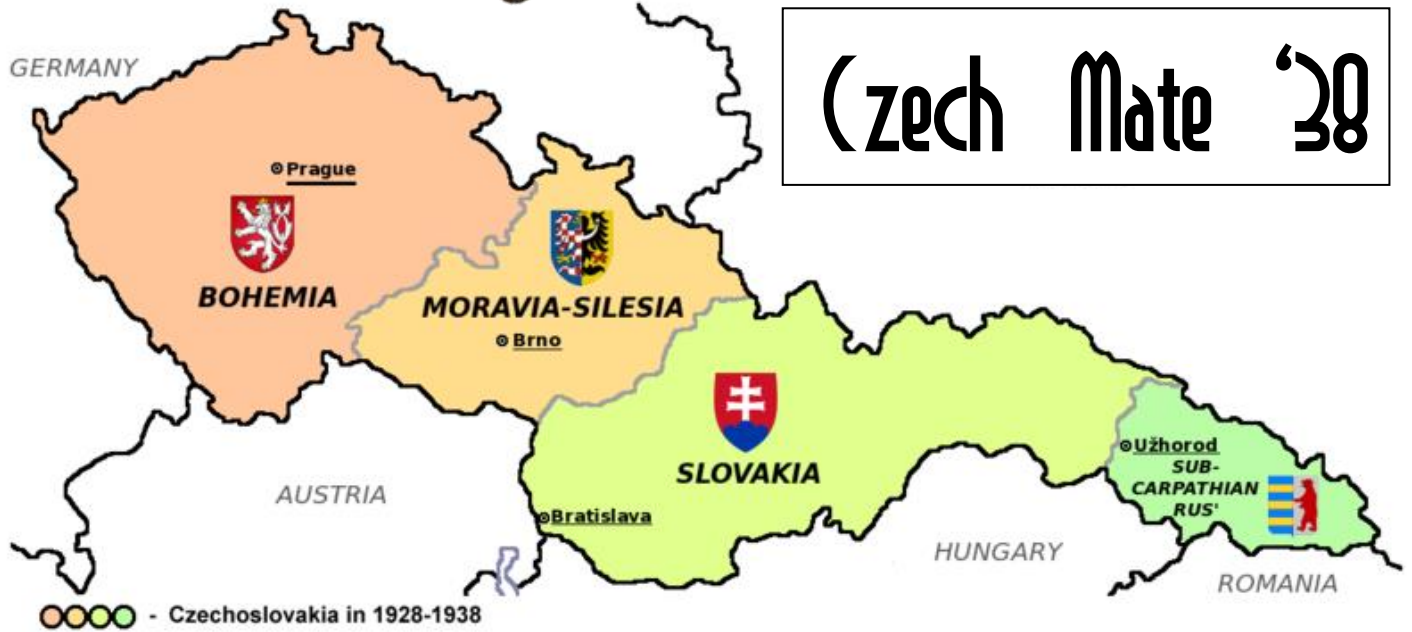 GERMANY
Czech Mate '38
Prague
BOHEMIA
MORAVIA-SILESIA
Brno
SLOVAKIA
Užhorod
SUB-
CARPATHIAN
RUS'
AUSTRIA
Bratislava
HUNGARY
ROMANIA
- Czechoslovakia in 1928-1938